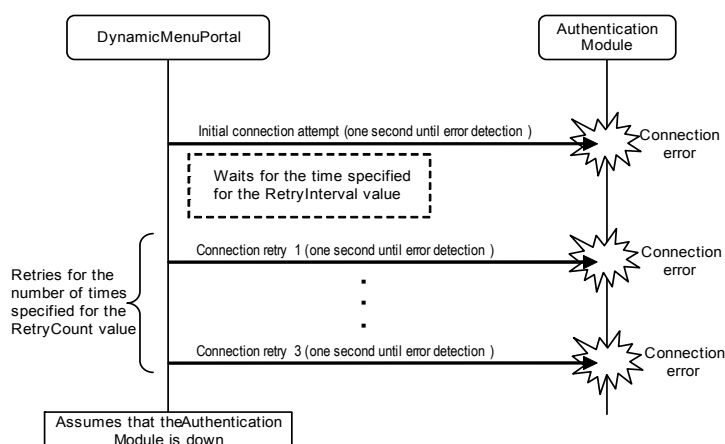 DynamicMenuPortal
Authentication
Module
Initial connection attempt (one second until error detection )
Connection
error
Waits for the time specified
for the RetryInterval value
Connection retry 1 (one second until error detection )
Connection
error
Retries for the
number of times
specified for the
RetryCount value
Connection retry 3 (one second until error detection )
Connection
error
Assumes that theAuthentication
Module is down